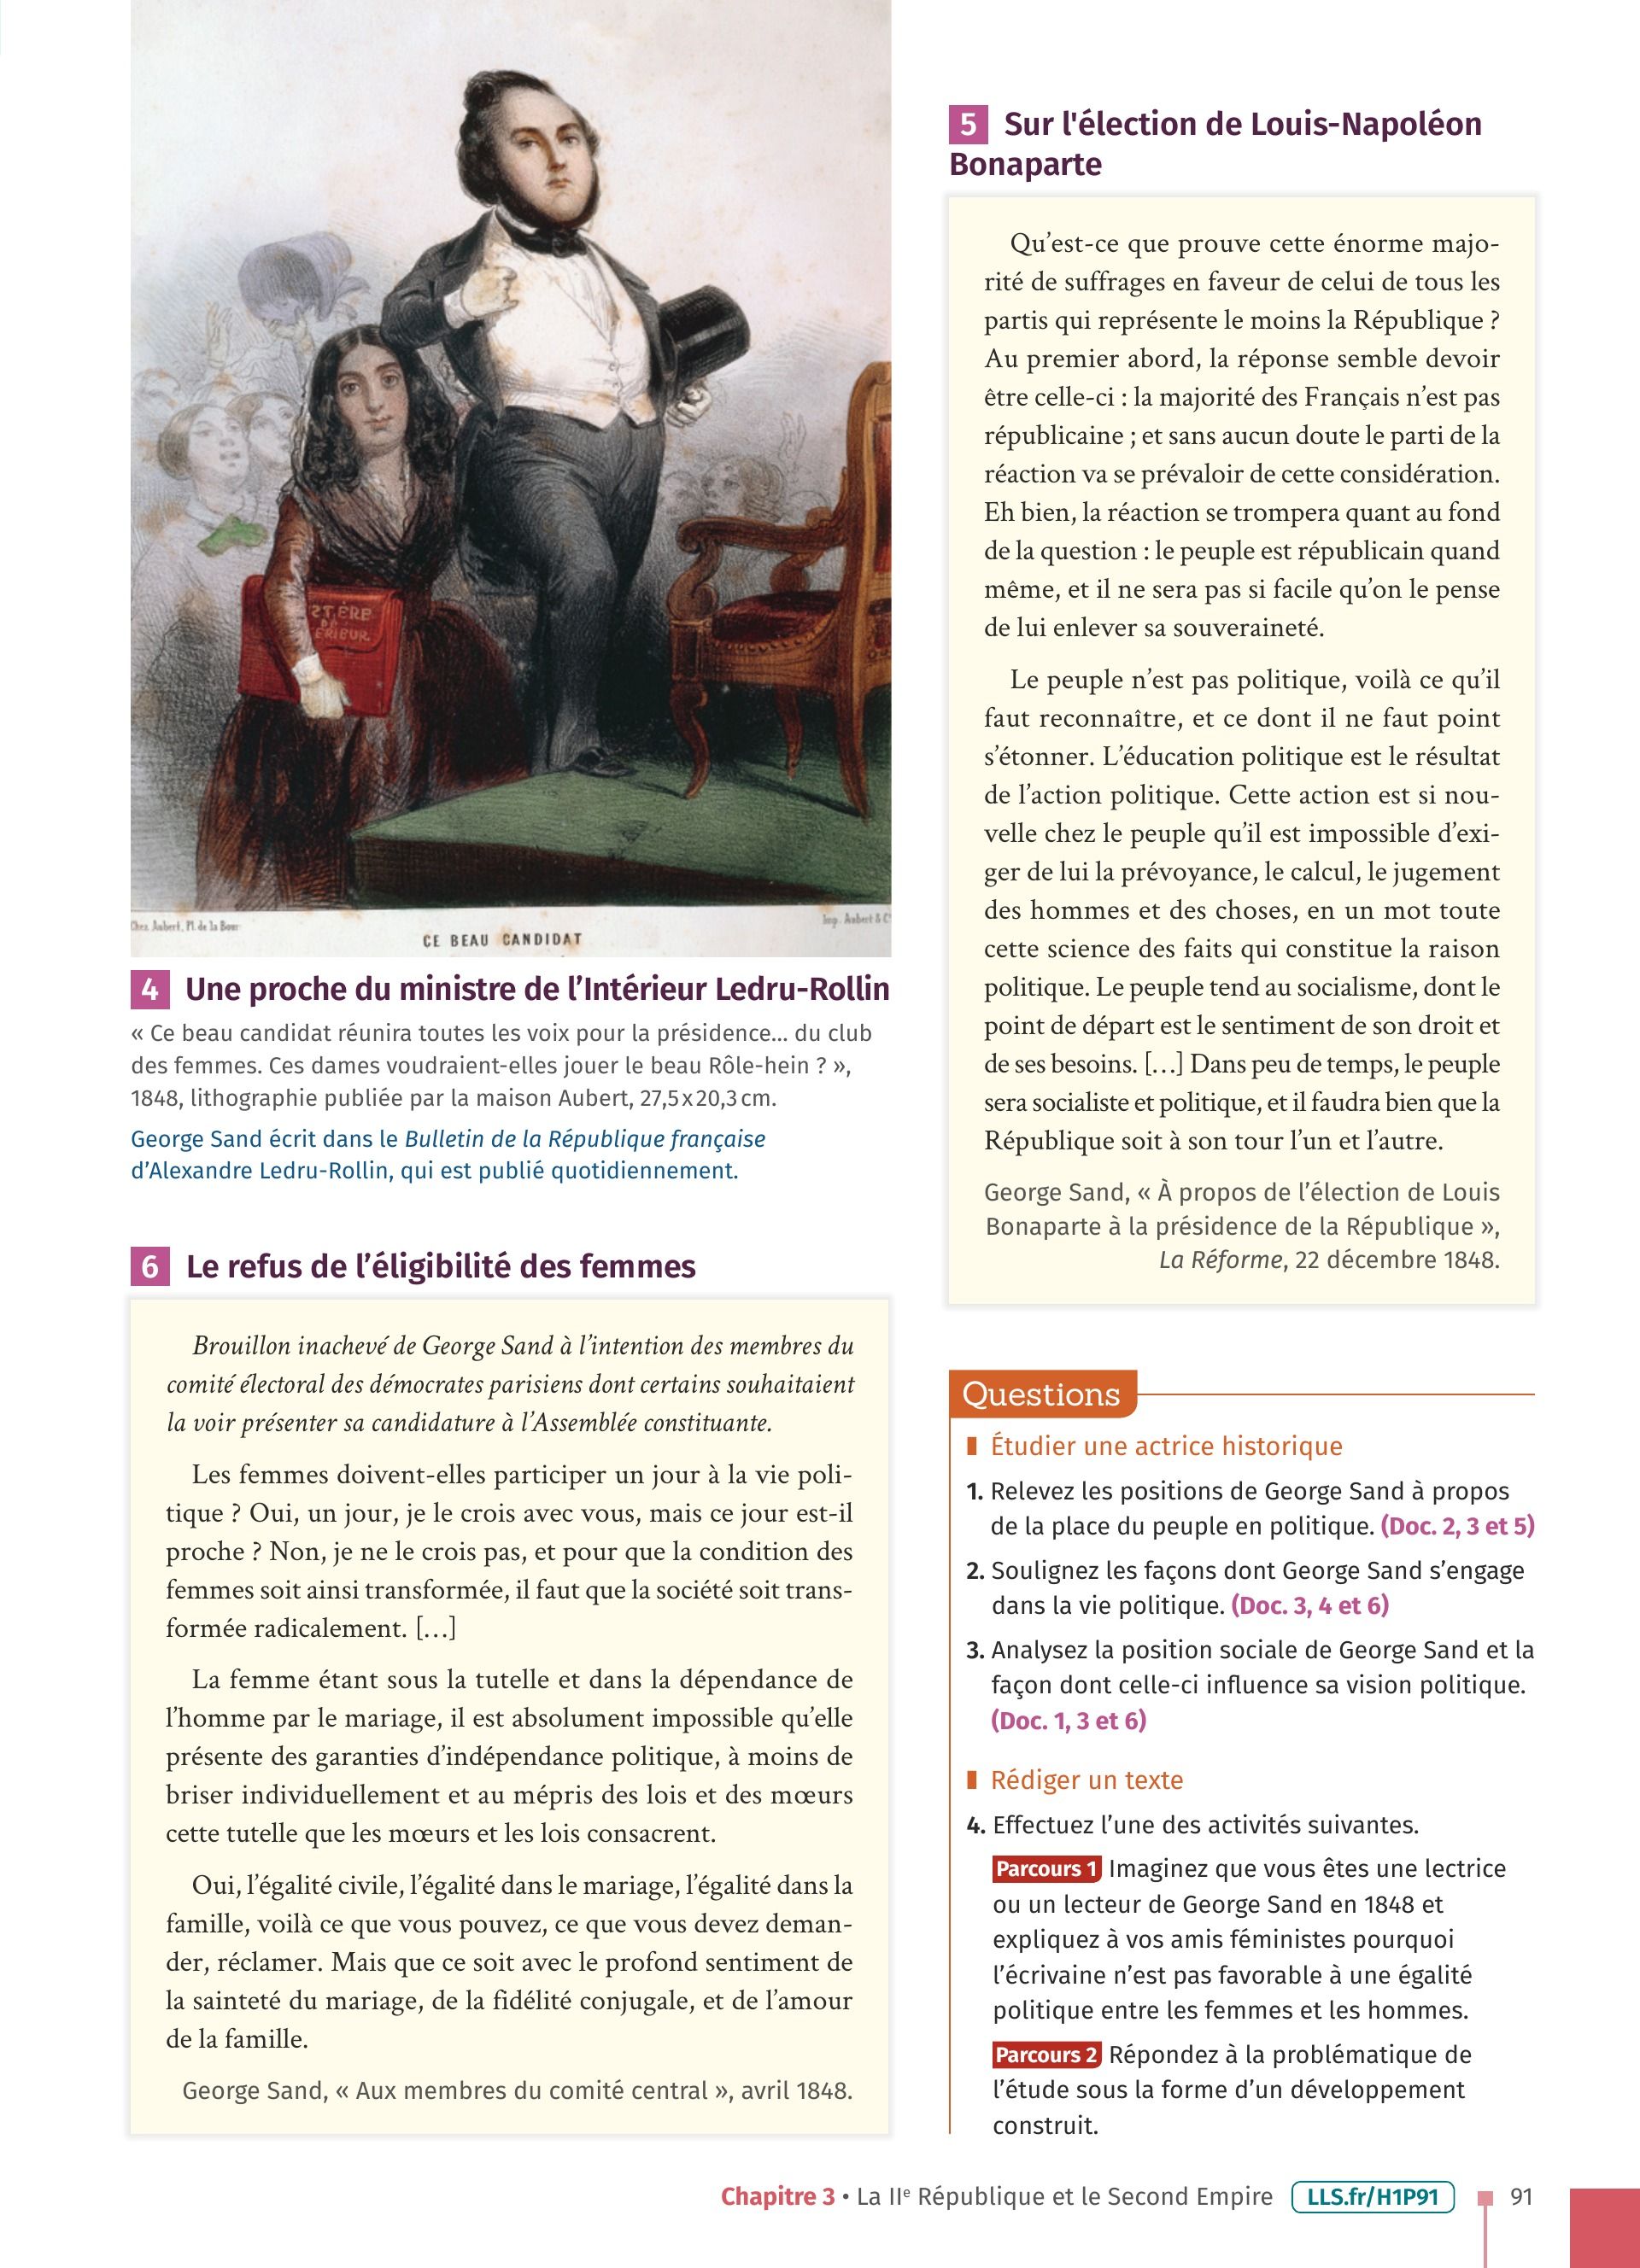 ZTÈRE
DE
ERIEUR
Chez Aubert, Pl. de la Bour
Imp. Aubert & C
CE BEAU CANDIDAT
4 Une proche du ministre de l’Intérieur Ledru-Rollin
« Ce beau candidat réunira toutes les voix pour la présidence... du club
des femmes. Ces dames voudraient-elles jouer le beau Rôle-hein ? »,
1848, lithographie publiée par la maison Aubert, 27,5 x 20,3 cm.
George Sand écrit dans le Bulletin de la République française
d’Alexandre Ledru-Rollin, qui est publié quotidiennement.
6 Le refus de l’éligibilité des femmes
Brouillon inachevé de George Sand à l’intention des membres du
comité électoral des démocrates parisiens dont certains souhaitaient
la voir présenter sa candidature à l’Assemblée constituante.
Les femmes doivent-elles participer un jour à la vie poli-
tique ? Oui, un jour, je le crois avec vous, mais ce jour est-il
proche ? Non, je ne le crois pas, et pour que la condition des
femmes soit ainsi transformée, il faut que la société soit trans-
formée radicalement. [...]
La femme étant sous la tutelle et dans la dépendance de
l’homme par le mariage, il est absolument impossible qu’elle
présente des garanties d’indépendance politique, à moins de
briser individuellement et au mépris des lois et des mœurs
cette tutelle que les mœurs et les lois consacrent.
Oui, l’égalité civile, l’égalité dans le mariage, l’égalité dans la
famille, voilà ce que vous pouvez, ce que vous devez deman-
der, réclamer. Mais que ce soit avec le profond sentiment de
la sainteté du mariage, de la fidélité conjugale, et de l’amour
de la famille.
George Sand, « Aux membres du comité central », avril 1848.
5 Sur l'élection de Louis-Napoléon
Bonaparte
Qu’est-ce que prouve cette énorme majo-
rité de suffrages en faveur de celui de tous les
partis qui représente le moins la République ?
Au premier abord, la réponse semble devoir
être celle-ci : la majorité des Français n’est pas
républicaine ; et sans aucun doute le parti de la
réaction va se prévaloir de cette considération.
Eh bien, la réaction se trompera quant au fond
de la question : le peuple est républicain quand
même, et il ne sera pas si facile qu’on le pense
de lui enlever sa souveraineté.
Le peuple n’est pas politique, voilà ce qu’il
faut reconnaître, et ce dont il ne faut point
s’étonner. L’éducation politique est le résultat
de l’action politique. Cette action est si nou-
velle chez le peuple qu’il est impossible d’exi-
ger de lui la prévoyance, le calcul, le jugement
des hommes et des choses, en un mot toute
cette science des faits qui constitue la raison
politique. Le peuple tend au socialisme, dont le
point de départ est le sentiment de son droit et
de ses besoins. [...] Dans peu de temps, le peuple
sera socialiste et politique, et il faudra bien que la
République soit à son tour l’un et l’autre.
George Sand, « À propos de l’élection de Louis
Bonaparte à la présidence de la République »,
La Réforme, 22 décembre 1848.
Questions
Étudier une actrice historique
1. Relevez les positions de George Sand à propos
de la place du peuple en politique. (Doc. 2, 3 et 5)
2. Soulignez les façons dont George Sand s’engage
dans la vie politique. (Doc. 3, 4 et 6)
3. Analysez la position sociale de George Sand et la
façon dont celle-ci influence sa vision politique.
(Doc. 1, 3 et 6)
Rédiger un texte
4. Effectuez l’une des activités suivantes.
Parcours 1 Imaginez que vous êtes une lectrice
ou un lecteur de George Sand en 1848 et
expliquez à vos amis féministes pourquoi
l’écrivaine n’est pas favorable à une égalité
politique entre les femmes et les hommes.
Parcours 2 Répondez à la problématique de
l’étude sous la forme d’un développement
construit.
Chapitre 3 • La IIe République et le Second Empire LLS.fr/H1P91 91